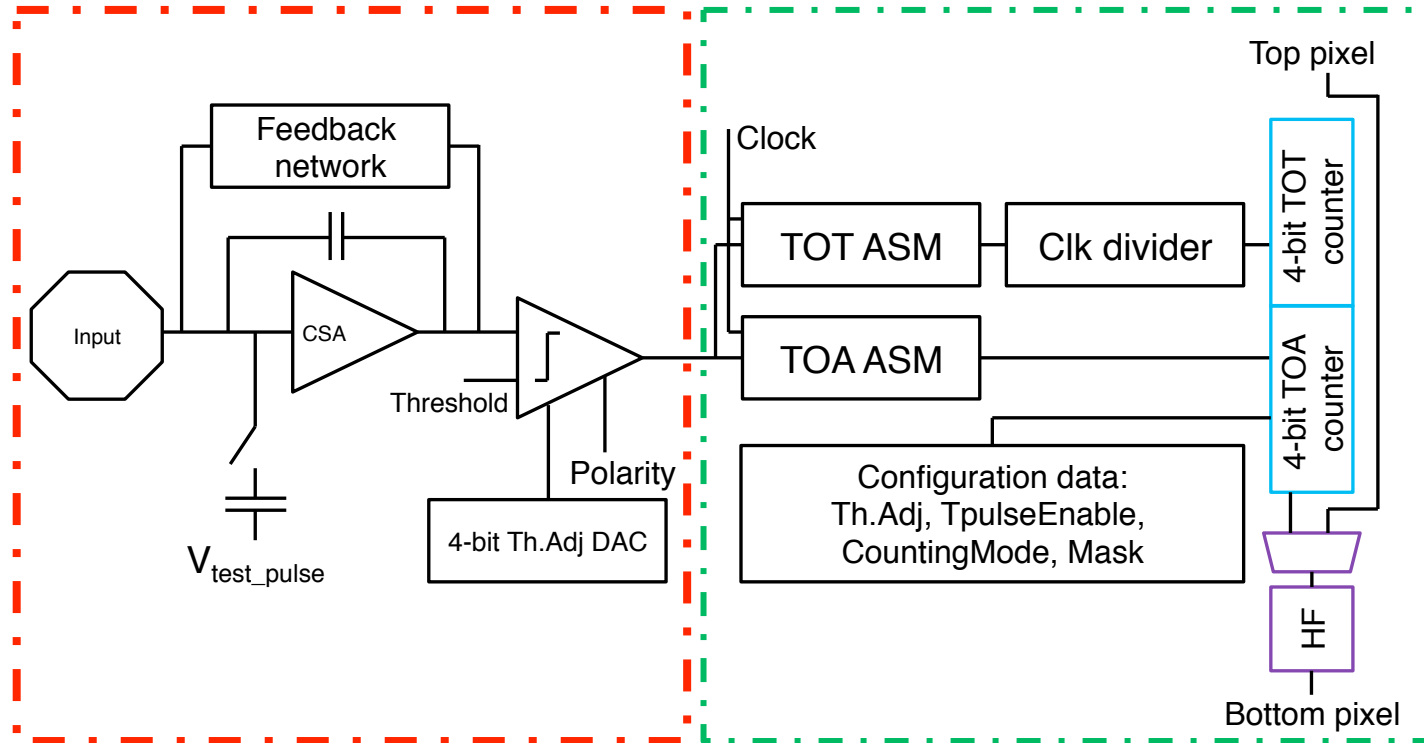 Top pixel
Feedback
network
Clock
4-bit TOT
counter
TOT ASM
Clk divider
Input
CSA
TOA ASM
4-bit TOA
counter
Threshold
Polarity
Configuration data:
Th.Adj, TpulseEnable,
CountingMode, Mask
4-bit Th.Adj DAC
Vtest_pulse
HF
Bottom pixel